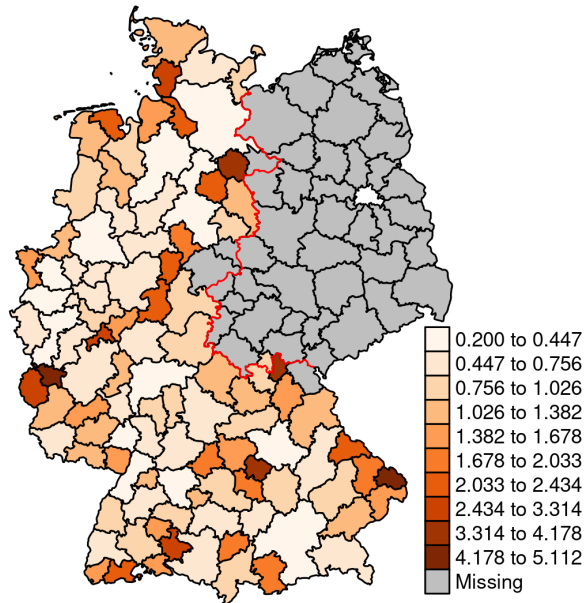 0.200 to 0.447
0.447 to 0.756
0.756 to 1.026
1.026 to 1.382
1.382 to 1.678
1.678 to 2.033
2.033 to 2.434
2.434 to 3.314
3.314 to 4.178
4.178 to 5.112
Missing